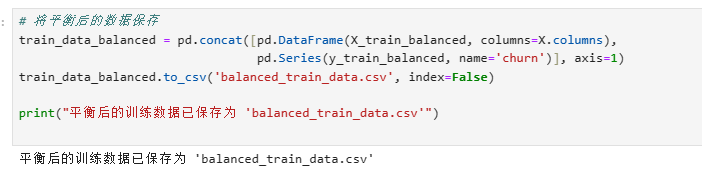 # 将平衡后的数据保存
train_data_balanced = pd.concat([pd.DataFrame(X_train_balanced, columns=X.columns),
                                 pd.Series(y_train_balanced, name='churn')], axis=1)
train_data_balanced.to_csv('balanced_train_data.csv', index=False)
print("平衡后的训练数据已保存为 'balanced_train_data.csv'")
平衡后的训练数据已保存为 'balanced_train_data.csv'